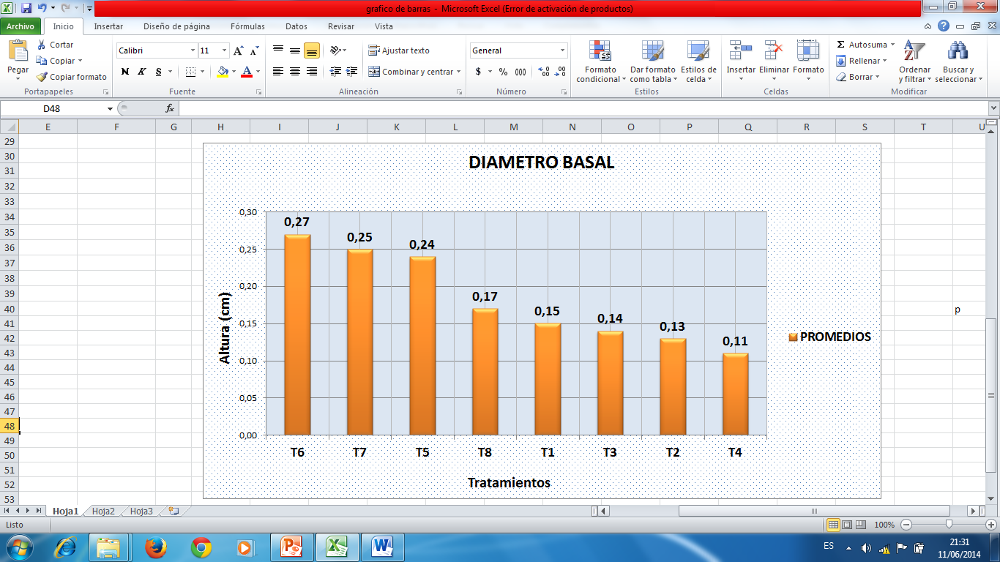 grafico de barras - Microsoft Excel (Error de activación de productos)
Archivo Inicio Insertar Diseño de página Fórmulas Datos Revisar Vista
Pegar
Cortar
Copiar
Copiar formato
Portapapeles
Calibri 11
N K S
Fuente
Ajustar texto
Combinar y centrar
Alineación
General
$ % 000
Número
Formato condicional
Dar formato como tabla
Estilos de celda
Estilos
Insertar Eliminar Formato
Celdas
Autosuma
Rellenar
Borrar
Ordenar y filtrar
Buscar y seleccionar
Modificar
D48 fx
E F G H I J K L M N O P Q R S T U
29
30
31
32
33
34
35
36
37
38
39
40
41
42
43
44
45
46
47
48
49
50
51
52
53
DIAMETRO BASAL
Altura (cm)
0,30
0,25
0,20
0,15
0,10
0,05
0,00
0,27 0,25 0,24 0,17 0,15 0,14 0,13 0,11
T6 T7 T5 T8 T1 T3 T2 T4
Tratamientos
PROMEDIOS
p
Hoja1 Hoja2 Hoja3
Listo
100%
ES
21:31
11/06/2014